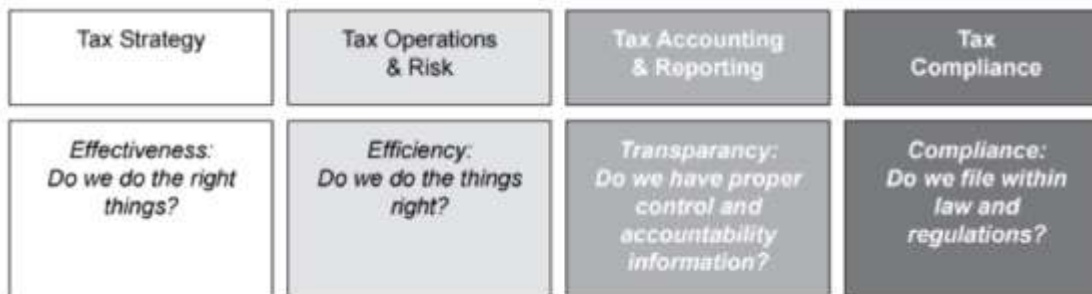 Tax Strategy
Tax Operations
& Risk
Tax Accounting
& Reporting
Tax
Compliance
Effectiveness:
Do we do the right
things?
Efficiency:
Do we do the things
right?
Transparancy:
Do we have proper
control and
accountability
information?
Compliance:
Do we file within
law and
regulations?